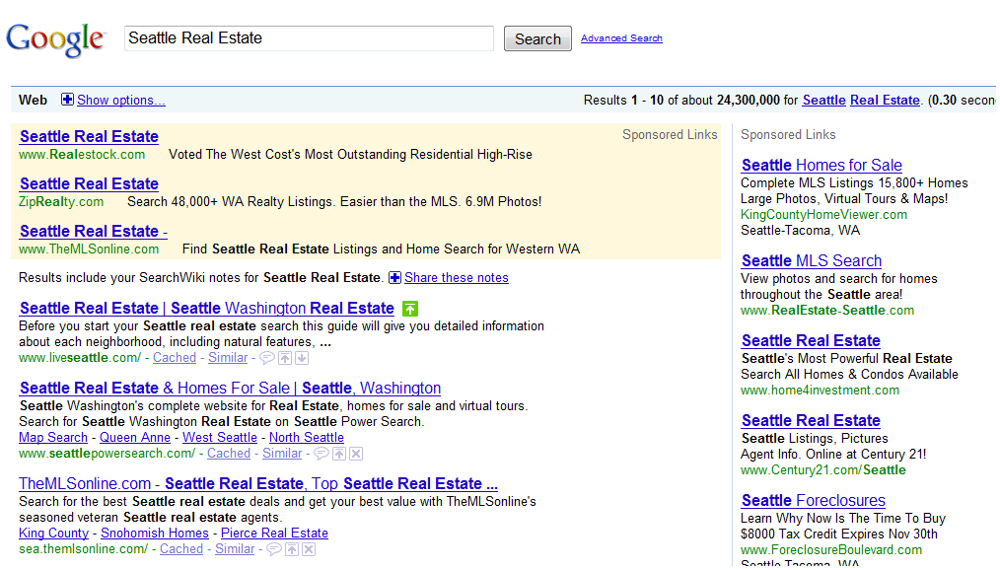 Google
Seattle Real Estate
Search
Advanced Search
Web
Show options...
Results 1 - 10 of about 24,300,000 for Seattle Real Estate. (0.30 secon
Sponsored Links
Seattle Real Estate
www.Realestock.com Voted The West Cost's Most Outstanding Residential High-Rise
Seattle Real Estate
ZipRealty.com Search 48,000+ WA Realty Listings. Easier than the MLS. 6.9M Photos!
Seattle Real Estate -
www.TheMLSonline.com Find Seattle Real Estate Listings and Home Search for Western WA
Results include your SearchWiki notes for Seattle Real Estate. Share these notes
Seattle Real Estate | Seattle Washington Real Estate
Before you start your Seattle real estate search this guide will give you detailed information
about each neighborhood, including natural features, ...
www.liveseattle.com/ - Cached - Similar -
Seattle Real Estate & Homes For Sale | Seattle, Washington
Seattle Washington's complete website for Real Estate, homes for sale and virtual tours.
Search for Seattle Washington Real Estate on Seattle Power Search.
Map Search - Queen Anne - West Seattle - North Seattle
www.seattlepowersearch.com/ - Cached - Similar -
TheMLSonline.com - Seattle Real Estate, Top Seattle Real Estate ...
Search for the best Seattle real estate deals and get your best value with TheMLSonline's
seasoned veteran Seattle real estate agents.
King County - Snohomish Homes - Pierce Real Estate
sea.themlsonline.com/ - Cached - Similar -
Sponsored Links
Seattle Homes for Sale
Complete MLS Listings 15,800+ Homes
Large Photos, Virtual Tours & Maps!
KingCountyHomeViewer.com
Seattle-Tacoma, WA
Seattle MLS Search
View photos and search for homes
throughout the Seattle area!
www.RealEstate-Seattle.com
Seattle Real Estate
Seattle's Most Powerful Real Estate
Search All Homes & Condos Available
www.home4investment.com
Seattle Real Estate
Seattle Listings, Pictures
Agent Info. Online at Century 21!
www.Century21.com/Seattle
Seattle Foreclosures
Learn Why Now Is The Time To Buy
$8000 Tax Credit Expires Nov 30th
www.ForeclosureBoulevard.com
Seattle Tacoma, WA